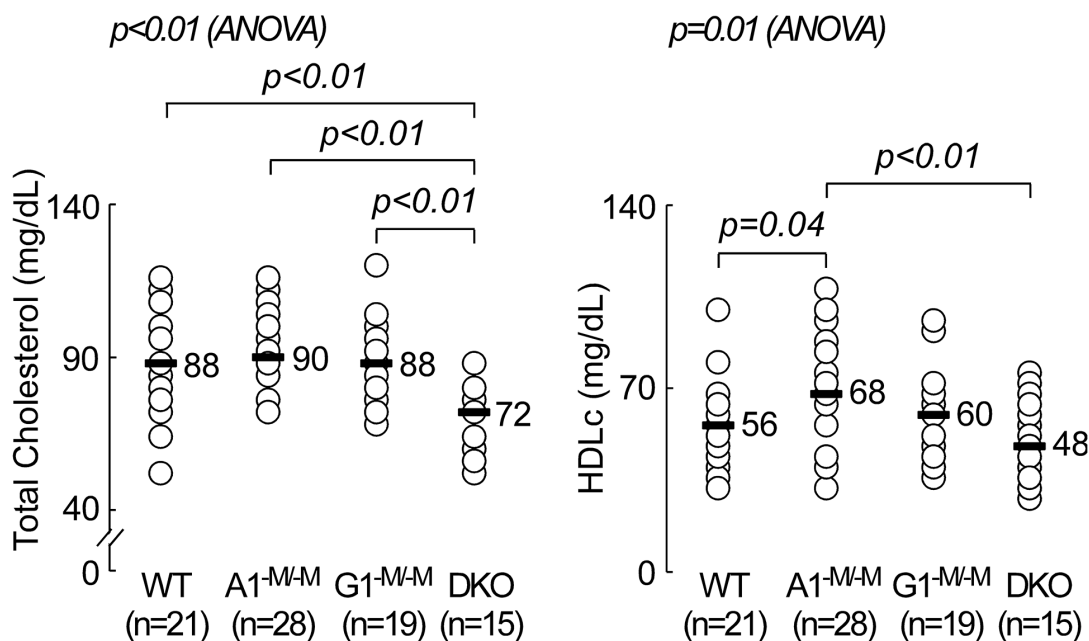 p<0.01 (ANOVA)
p<0.01
p<0.01
p<0.01
Total Cholesterol (mg/dL)
140
90
40
0
88
90
88
72
WT
(n=21)
A1-M/-M
(n=28)
G1-M/-M
(n=19)
DKO
(n=15)
p=0.01 (ANOVA)
p<0.01
p=0.04
HDLc (mg/dL)
140
70
0
56
68
60
48
WT
(n=21)
A1-M/-M
(n=28)
G1-M/-M
(n=19)
DKO
(n=15)